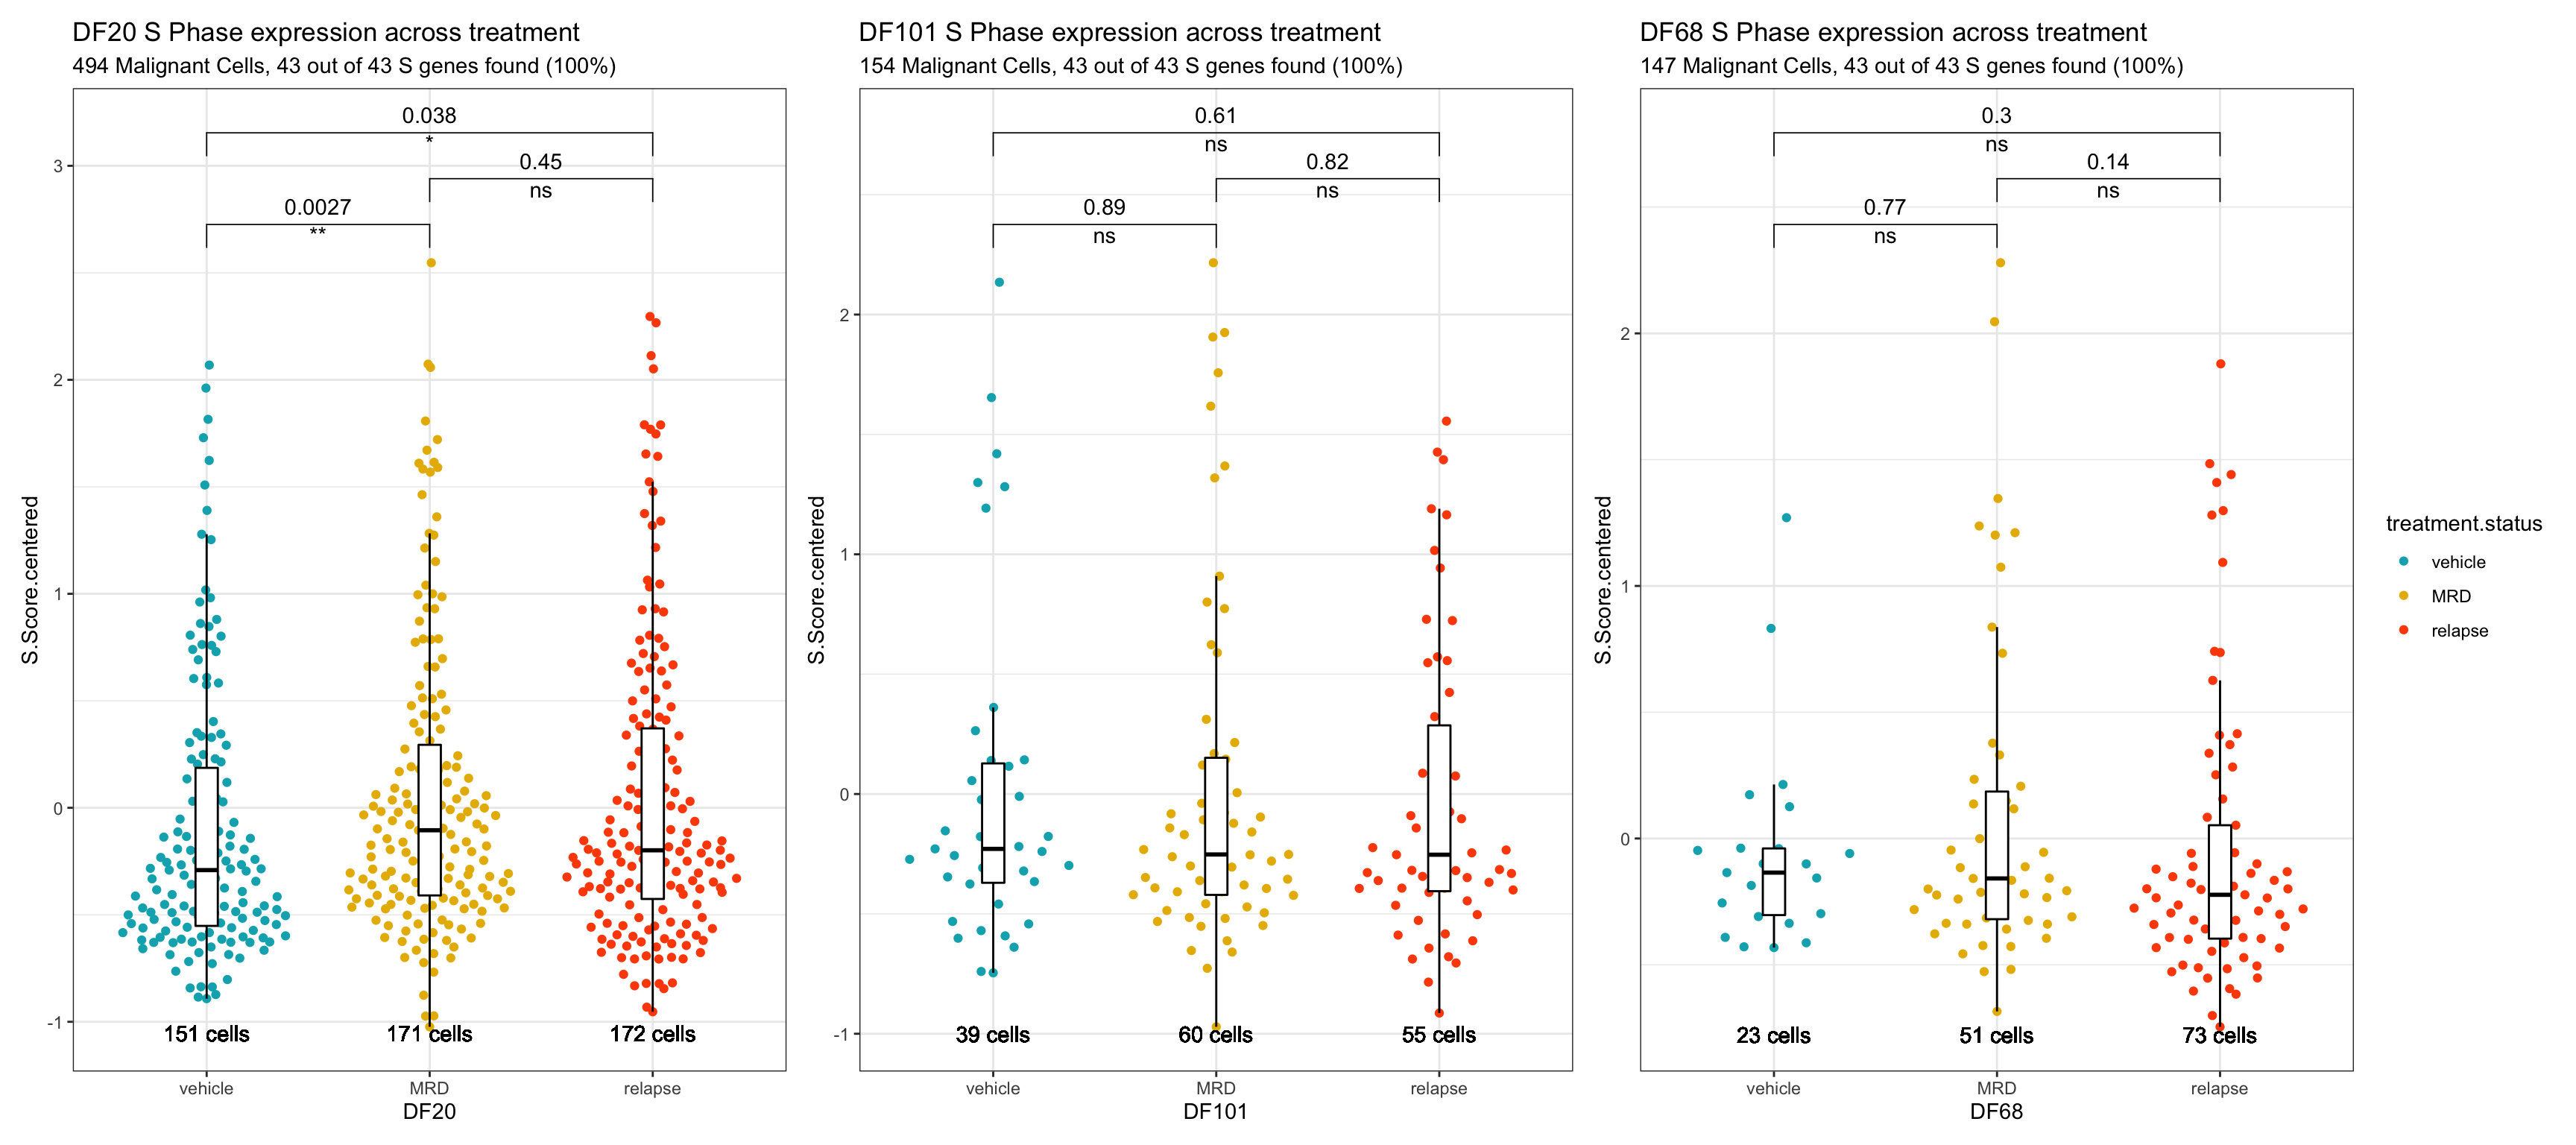 DF20 S Phase expression across treatment
494 Malignant Cells, 43 out of 43 S genes found (100%)
S.Score.centered
3
2
1
0
-1
0.038
*
0.45
ns
0.0027
**
151 cells
171 cells
172 cells
vehicle
MRD
relapse
DF20
DF101 S Phase expression across treatment
154 Malignant Cells, 43 out of 43 S genes found (100%)
S.Score.centered
2
1
0
-1
0.61
ns
0.82
ns
0.89
ns
39 cells
60 cells
55 cells
vehicle
MRD
relapse
DF101
DF68 S Phase expression across treatment
147 Malignant Cells, 43 out of 43 S genes found (100%)
S.Score.centered
2
1
0
0.3
ns
0.14
ns
0.77
ns
23 cells
51 cells
73 cells
vehicle
MRD
relapse
DF68
treatment.status
vehicle
MRD
relapse